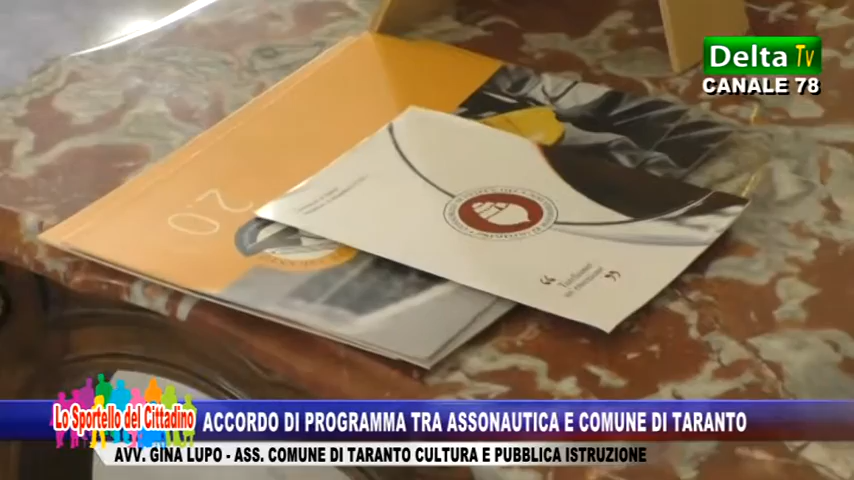 Delta Tv
CANALE 78
20
“
”
Lo Sportello del Cittadino
ACCORDO DI PROGRAMMA TRA ASSONAUTICA E COMUNE DI TARANTO
AVV. GINA LUPO - ASS. COMUNE DI TARANTO CULTURA E PUBBLICA ISTRUZIONE